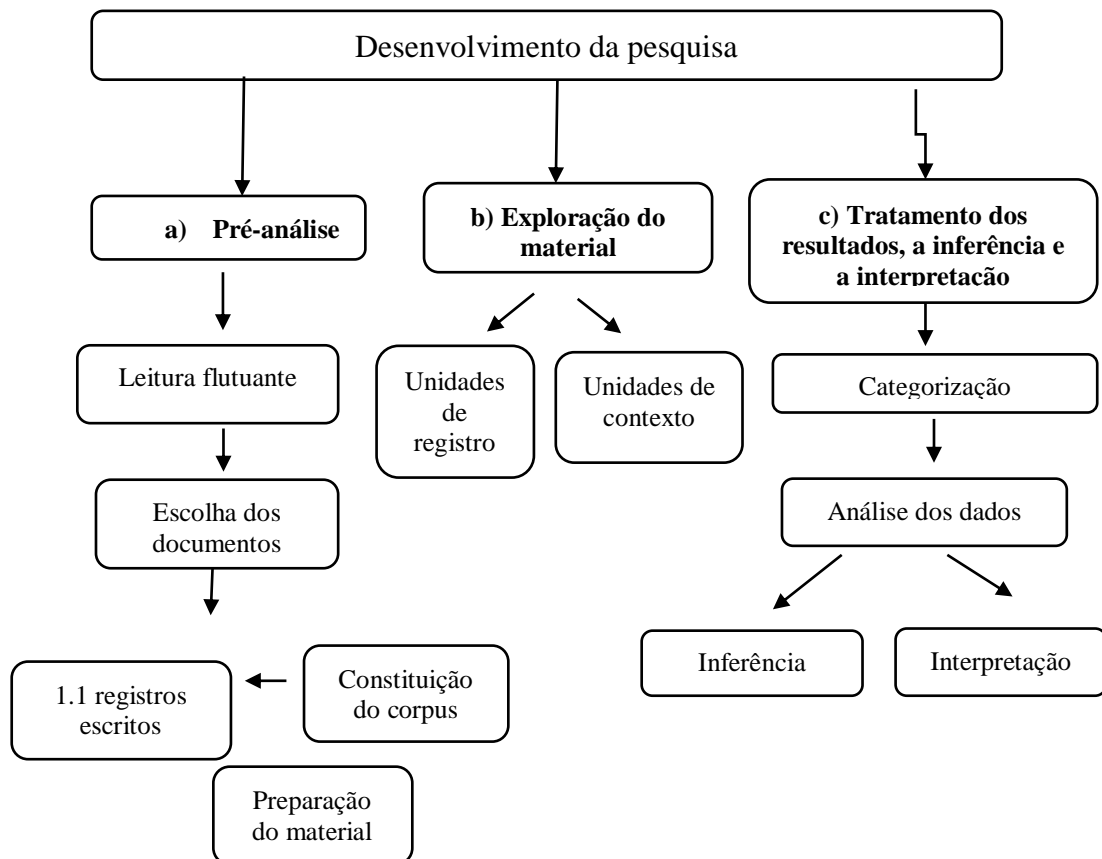 Desenvolvimento da pesquisa
a) Pré-análise
b) Exploração do
material
c) Tratamento dos
resultados, a inferência e
a interpretação
Leitura flutuante
Unidades
de
registro
Unidades de
contexto
Categorização
Escolha dos
documentos
Análise dos dados
Inferência
Interpretação
1.1 registros
escritos
Constituição
do corpus
Preparação
do material